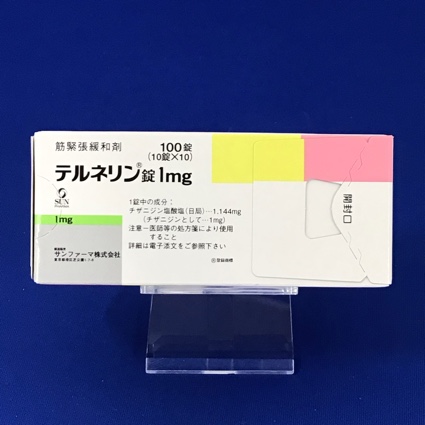 筋緊張緩和剤
100錠
(10錠×10)
テルネリン®錠1mg
SUN
1mg
1錠中の成分:
チザニジン塩酸塩(日局)…1.144mg
(チザニジンとして…1mg)
注意−医師等の処方箋により使用
すること
詳細は電子添文をご参照下さい
製造販売
サンファーマ株式会社
Ⓡ登録商標
開封口